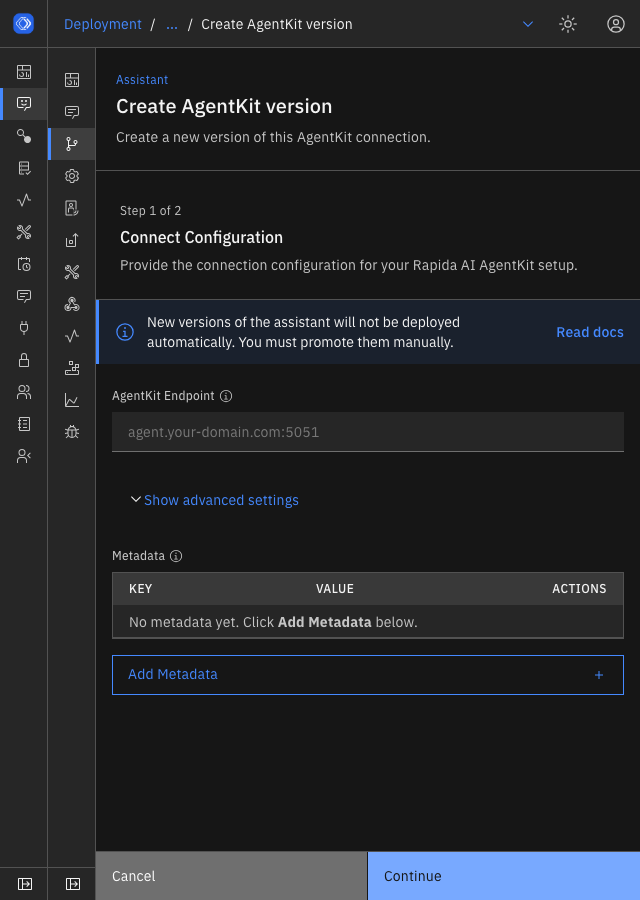 Deployment / ... / Create AgentKit version
Assistant
Create AgentKit version
Create a new version of this AgentKit connection.
Step 1 of 2
Connect Configuration
Provide the connection configuration for your Rapida AI AgentKit setup.
New versions of the assistant will not be deployed
automatically. You must promote them manually.
Read docs
AgentKit Endpoint
agent.your-domain.com:5051
Show advanced settings
Metadata
KEY VALUE ACTIONS
No metadata yet. Click Add Metadata below.
Add Metadata +
Cancel Continue